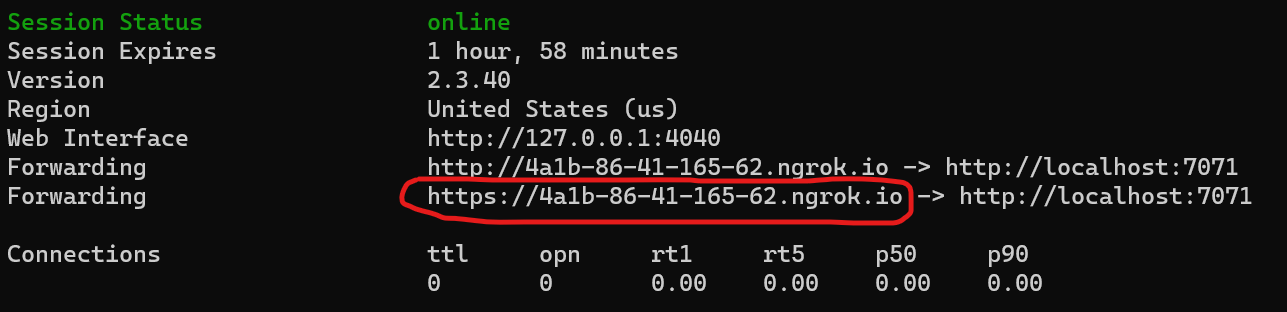 Session Status online
Session Expires 1 hour, 58 minutes
Version 2.3.40
Region United States (us)
Web Interface http://127.0.0.1:4040
Forwarding http://4a1b-86-41-165-62.ngrok.io -> http://localhost:7071
Forwarding https://4a1b-86-41-165-62.ngrok.io -> http://localhost:7071
Connections ttl opn rt1 rt5 p50 p90
0 0 0.00 0.00 0.00 0.00